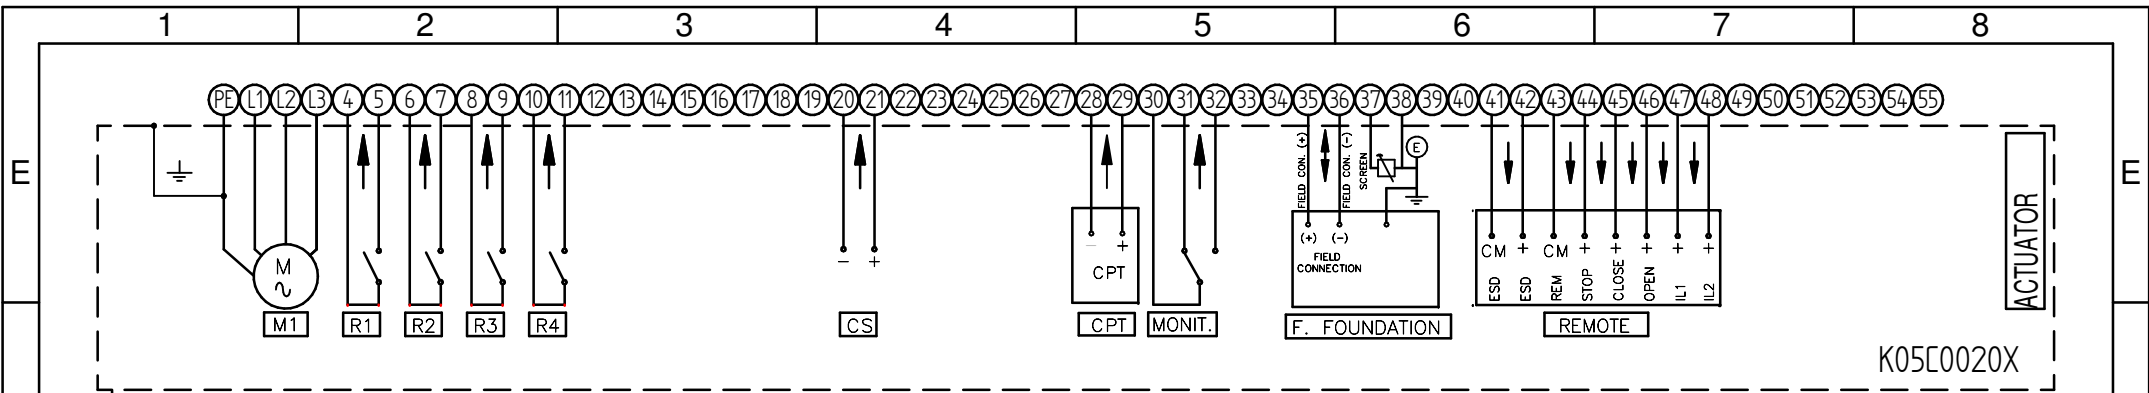 1 2 3 4 5 6 7 8
PE L1 L2 L3 4 5 6 7 8 9 10 11 12 13 14 15 16 17 18 19 20 21 22 23 24 25 26 27 28 29 30 31 32 33 34 35 36 37 38 39 40 41 42 43 44 45 46 47 48 49 50 51 52 53 54 55
E E
FIELD CON. (+)
FIELD CON. (-)
SCREEN
E
ACTUATOR
M
- +
- +
CPT
(+) (-)
FIELD
CONNECTION
CM + CM + + + + +
ESD ESD REM STOP CLOSE OPEN IL1 IL2
M1 R1 R2 R3 R4 CS CPT MONIT. F. FOUNDATION REMOTE
K05C0020X